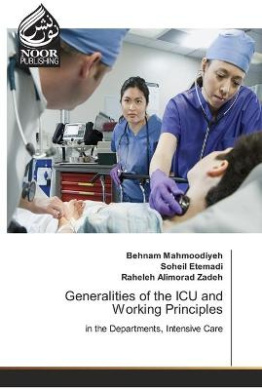 NOOR
PUBLISHING
Behnam Mahmoodiyeh
Soheil Etemadi
Raheleh Alimorad Zadeh
Generalities of the ICU and
Working Principles
in the Departments, Intensive Care